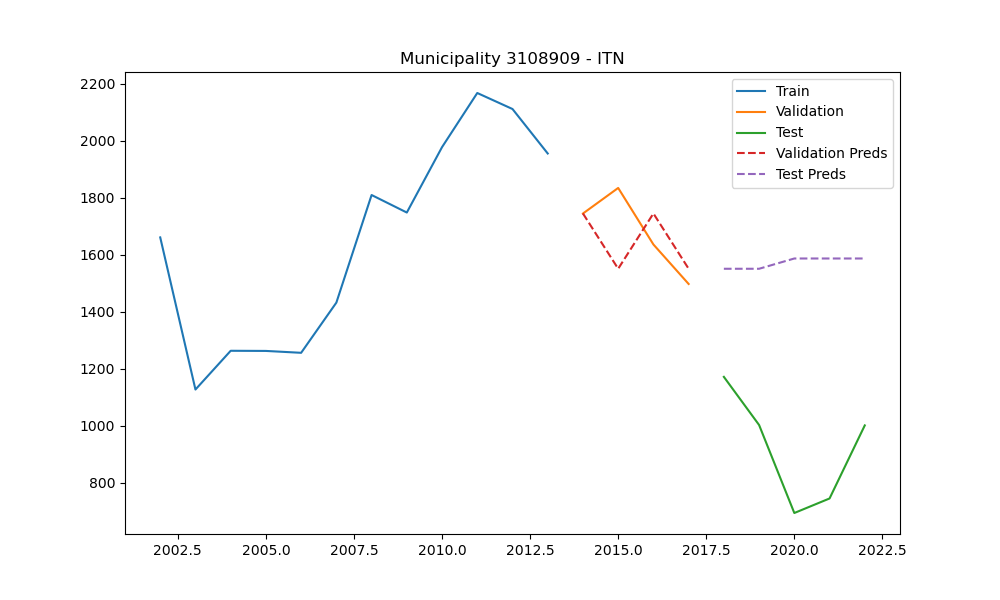 Municipality 3108909 - ITN
Train
Validation
Test
Validation Preds
Test Preds
2200
2000
1800
1600
1400
1200
1000
800
2002.5 2005.0 2007.5 2010.0 2012.5 2015.0 2017.5 2020.0 2022.5